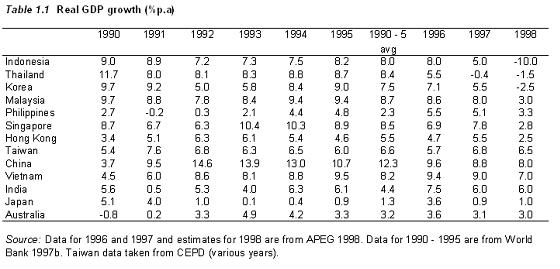 Table 1.1 Real GDP growth (%p.a)
1990 1991 1992 1993 1994 1995 1990 - 5 avg 1996 1997 1998
Indonesia 9.0 8.9 7.2 7.3 7.5 8.2 8.0 8.0 5.0 -10.0
Thailand 11.7 8.0 8.1 8.3 8.8 8.7 8.4 5.5 -0.4 -1.5
Korea 9.7 9.2 5.0 5.8 8.4 9.0 7.5 7.1 5.5 -2.5
Malaysia 9.7 8.8 7.8 8.4 9.4 9.4 8.7 8.6 8.0 3.0
Philippines 2.7 -0.2 0.3 2.1 4.4 4.8 2.3 5.5 5.1 3.3
Singapore 8.7 6.7 6.3 10.4 10.3 8.9 8.5 6.9 7.8 2.8
Hong Kong 3.4 5.1 6.3 6.1 5.4 4.6 5.5 4.7 5.5 2.5
Taiwan 5.4 7.6 6.8 6.3 6.5 6.0 6.6 5.7 6.8 6.5
China 3.7 9.5 14.6 13.9 13.0 10.7 12.3 9.6 8.8 8.0
Vietnam 4.5 6.0 8.6 8.1 8.8 9.5 8.2 9.4 9.0 7.0
India 5.6 0.5 5.3 4.0 6.3 6.1 4.4 7.5 6.0 6.0
Japan 5.1 4.0 1.0 0.1 0.4 0.9 1.3 3.6 0.9 1.0
Australia -0.8 0.2 3.3 4.9 4.2 3.3 3.2 3.6 3.1 3.0
Source: Data for 1996 and 1997 and estimates for 1998 are from APEG 1998. Data for 1990 - 1995 are from World
Bank 1997b. Taiwan data taken from CEPD (various years).